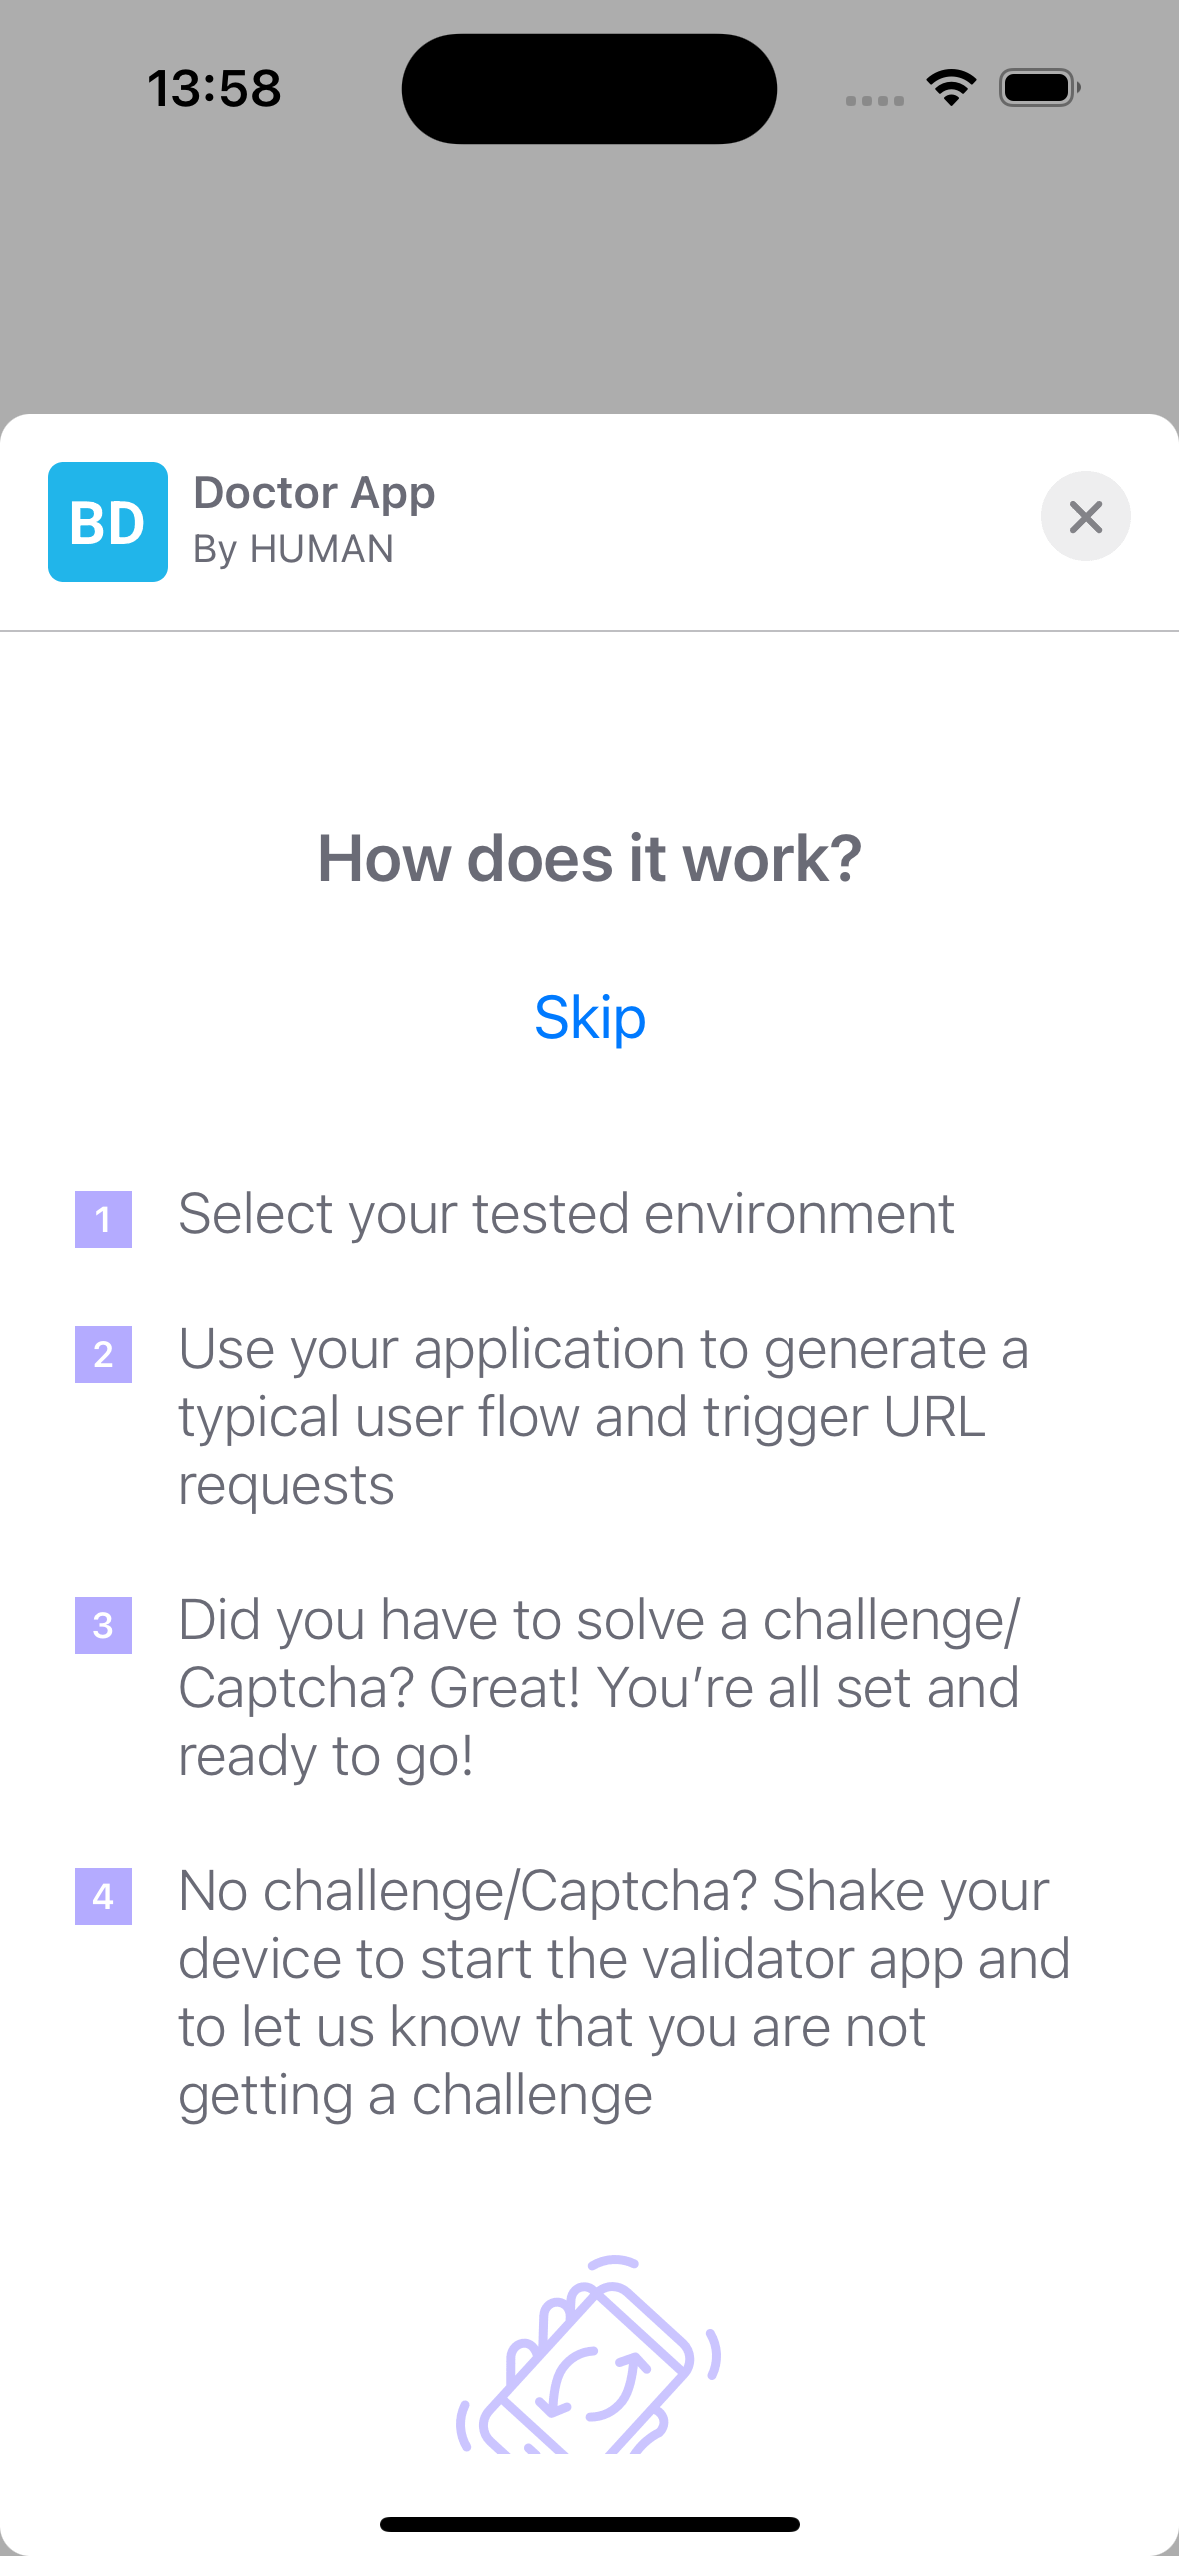 13:58
BD
Doctor App
By HUMAN
How does it work?
Skip
1 Select your tested environment
2 Use your application to generate a
typical user flow and trigger URL
requests
3 Did you have to solve a challenge/
Captcha? Great! You’re all set and
ready to go!
4 No challenge/Captcha? Shake your
device to start the validator app and
to let us know that you are not
getting a challenge